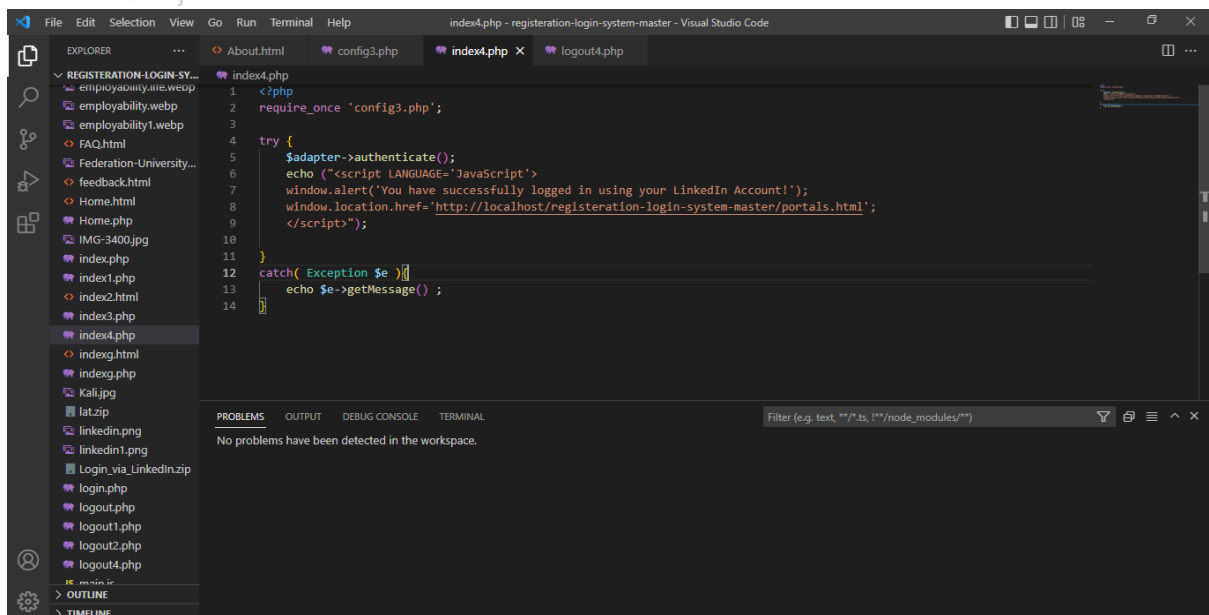 File Edit Selection View Go Run Terminal Help index4.php - registeration-login-system-master - Visual Studio Code
EXPLORER ... About.html config3.php index4.php logout4.php
REGISTERATION-LOGIN-SY... index4.php
employability.life.webp
employability.webp
employability1.webp
FAQ.html
Federation-University...
feedback.html
Home.html
Home.php
IMG-3400.jpg
index.php
index1.php
index2.html
index3.php
index4.php
indexg.html
indexg.php
Kali.jpg
lat.zip
linkedin.png
linkedin1.png
Login_via_LinkedIn.zip
login.php
logout.php
logout1.php
logout2.php
logout4.php
JS main.js
OUTLINE
TIMELINE
1 <?php
2 require_once 'config3.php';
3
4 try {
5 $adapter->authenticate();
6 echo ("<script LANGUAGE='JavaScript'>
7 window.alert('You have successfully logged in using your LinkedIn Account!');
8 window.location.href='http://localhost/registeration-login-system-master/portals.html';
9 </script>");
10
11 }
12 catch( Exception $e ){
13 echo $e->getMessage() ;
14 }
PROBLEMS OUTPUT DEBUG CONSOLE TERMINAL Filter (e.g. text, **/*.ts, !**/node_modules/**)
No problems have been detected in the workspace.